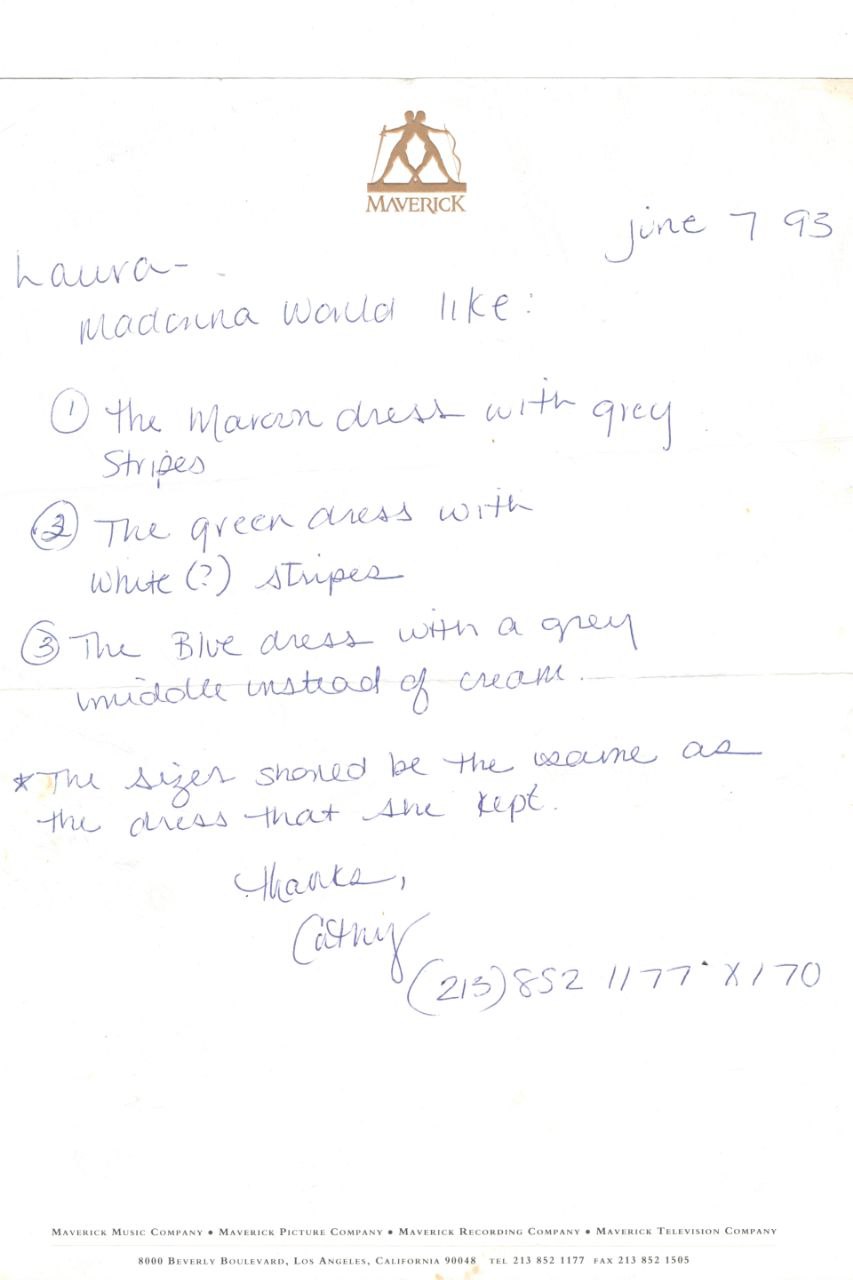 MAVERICK
june 7 93
Laura-
Madonna would like:
① the Maroon dress with grey
stripes
② The green dress with
white (?) stripes
③ The Blue dress with a grey
middle instead of cream.
* The sizes should be the same as
the dress that she kept.
thanks,
Cathy
(213) 852 1177 X170
MAVERICK MUSIC COMPANY • MAVERICK PICTURE COMPANY • MAVERICK RECORDING COMPANY • MAVERICK TELEVISION COMPANY
8000 BEVERLY BOULEVARD, LOS ANGELES, CALIFORNIA 90048 TEL 213 852 1177 FAX 213 852 1505